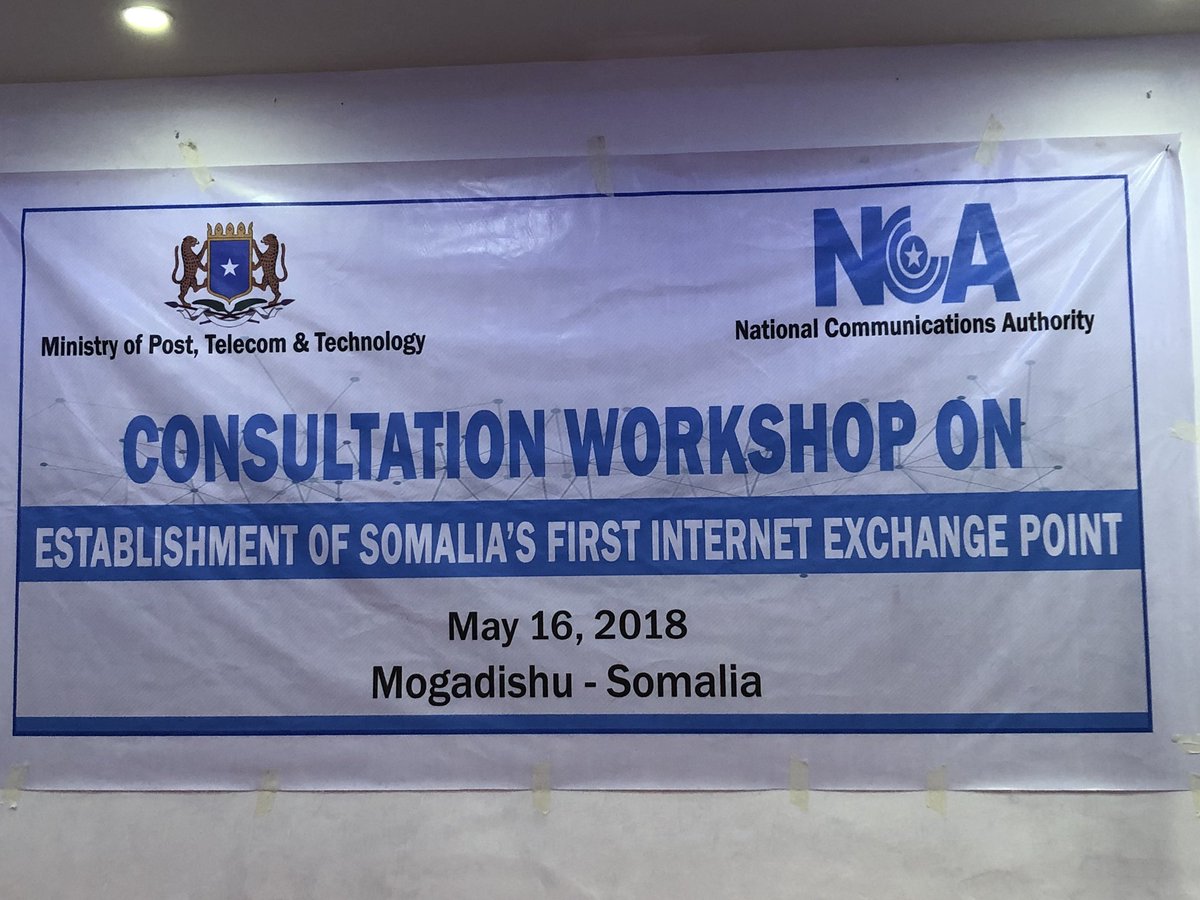 NCA
Ministry of Post, Telecom & Technology
National Communications Authority
CONSULTATION WORKSHOP ON
ESTABLISHMENT OF SOMALIA'S FIRST INTERNET EXCHANGE POINT
May 16, 2018
Mogadishu - Somalia